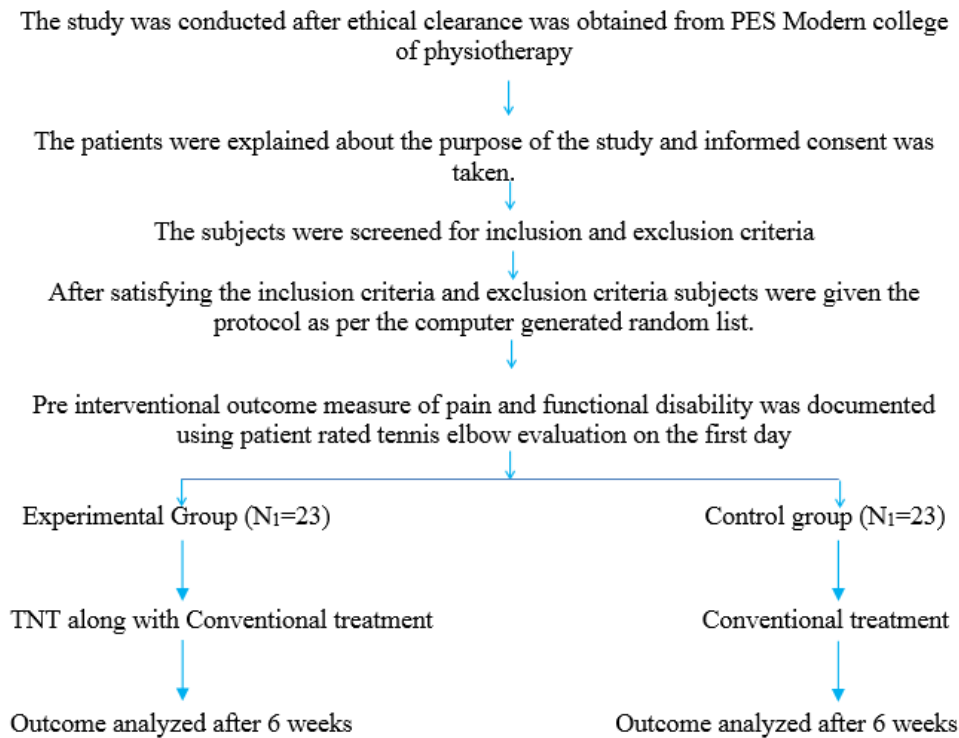 The study was conducted after ethical clearance was obtained from PES Modern college
of physiotherapy
The patients were explained about the purpose of the study and informed consent was
taken.
The subjects were screened for inclusion and exclusion criteria
After satisfying the inclusion criteria and exclusion criteria subjects were given the
protocol as per the computer generated random list.
Pre interventional outcome measure of pain and functional disability was documented
using patient rated tennis elbow evaluation on the first day
Experimental Group (N₁=23)
Control group (N₁=23)
TNT along with Conventional treatment
Conventional treatment
Outcome analyzed after 6 weeks
Outcome analyzed after 6 weeks